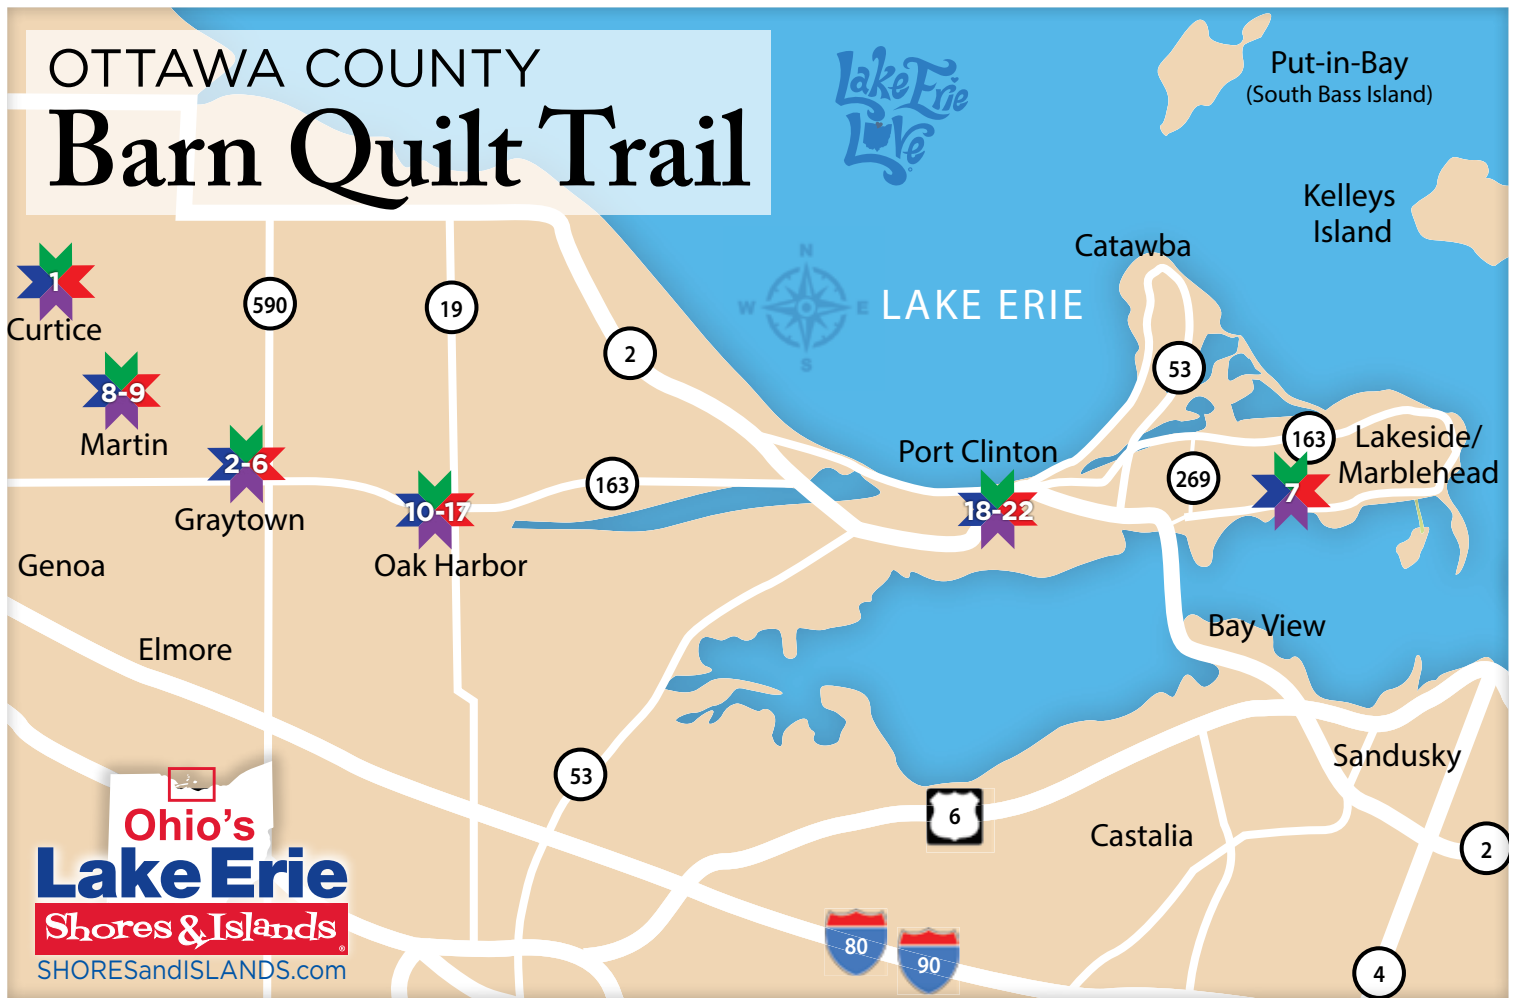 OTTAWA COUNTY
Barn Quilt Trail
Lake Erie
Love
Put-in-Bay
(South Bass Island)
Kelleys
Island
Catawba
N
W
E
S
LAKE ERIE
1
Curtice
590
19
2
53
8-9
Martin
2-6
Graytown
10-17
Oak Harbor
163
Port Clinton
18-22
163
269
7
Lakeside/
Marblehead
Genoa
Elmore
Bay View
53
6
Sandusky
Castalia
2
80
90
4
Ohio's
Lake Erie
Shores & Islands®
SHORESandISLANDS.com